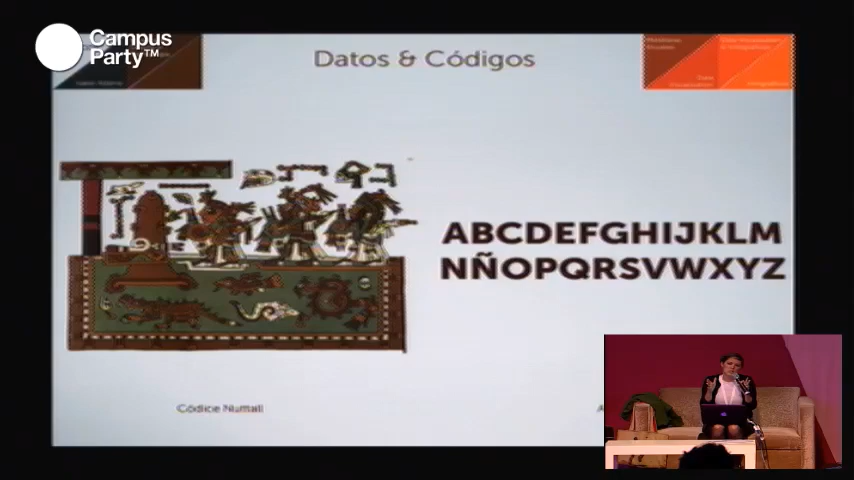 Campus
Party™
Datos & Códigos
ABCDEFGHIJKLM
NÑOPQRSVWXYZ
Códice Nuttall